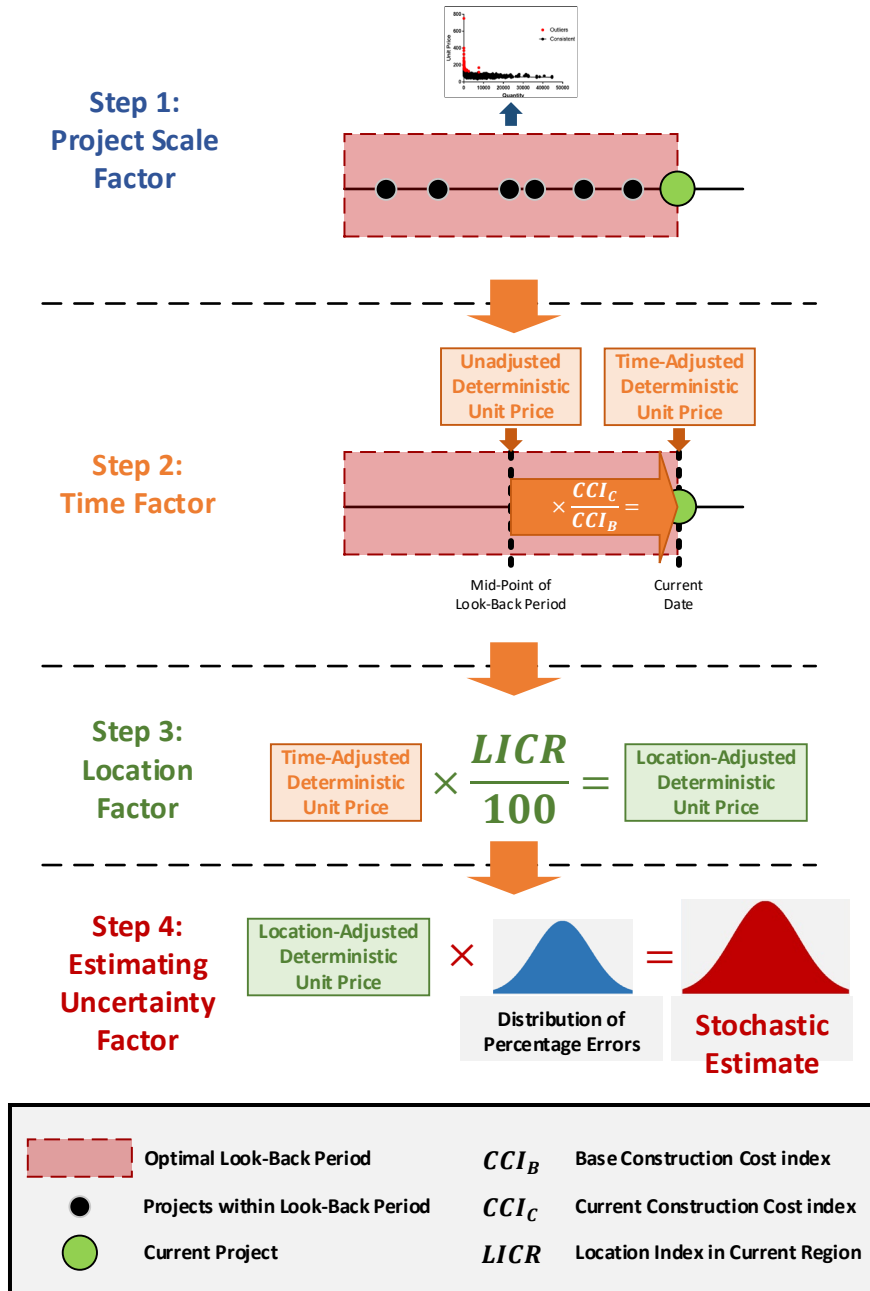 800
600
400
200
0
Unit Price
Outliers
Consistent
0 10000 20000 30000 40000 50000
Quantity
Step 1:
Project Scale
Factor
Unadjusted
Deterministic
Unit Price
Time-Adjusted
Deterministic
Unit Price
Step 2:
Time Factor
× CCI_C / CCI_B =
Mid-Point of
Look-Back Period
Current
Date
Step 3:
Location
Factor
Time-Adjusted
Deterministic
Unit Price
× LICR / 100 =
Location-Adjusted
Deterministic
Unit Price
Step 4:
Estimating
Uncertainty
Factor
Location-Adjusted
Deterministic
Unit Price
×
Distribution of
Percentage Errors
=
Stochastic
Estimate
Optimal Look-Back Period
CCI_B Base Construction Cost index
Projects within Look-Back Period
CCI_C Current Construction Cost index
Current Project
LICR Location Index in Current Region